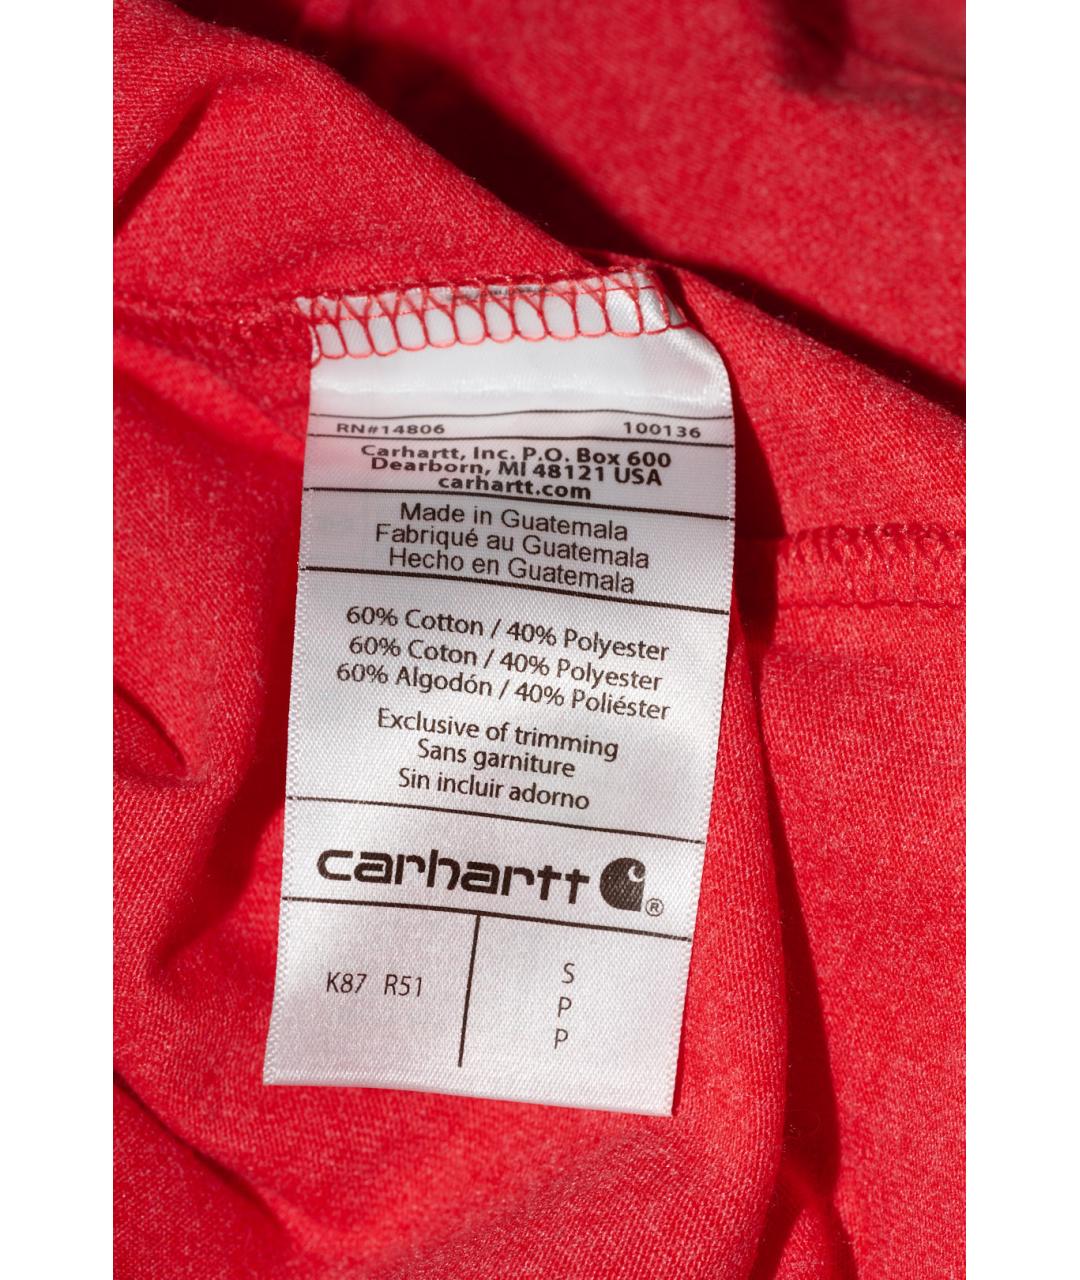 RN#14806 100136
Carhartt, Inc. P.O. Box 600
Dearborn, MI 48121 USA
carhartt.com
Made in Guatemala
Fabriqué au Guatemala
Hecho en Guatemala
60% Cotton / 40% Polyester
60% Coton / 40% Polyester
60% Algodón / 40% Poliéster
Exclusive of trimming
Sans garniture
Sin incluir adorno
carhartt ®
K87 R51
S
P
P